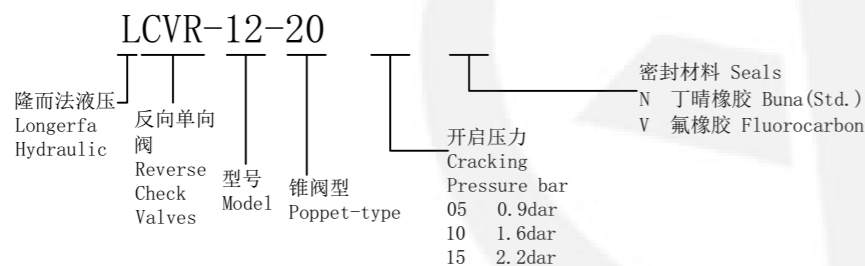 LCVR-12-20
隆而法液压
Longerfa
Hydraulic
反向单向
阀
Reverse
Check
Valves
型号
Model
锥阀型
Poppet-type
开启压力
Cracking
Pressure bar
05 0.9dar
10 1.6dar
15 2.2dar
密封材料 Seals
N 丁晴橡胶 Buna(Std.)
V 氟橡胶 Fluorocarbon